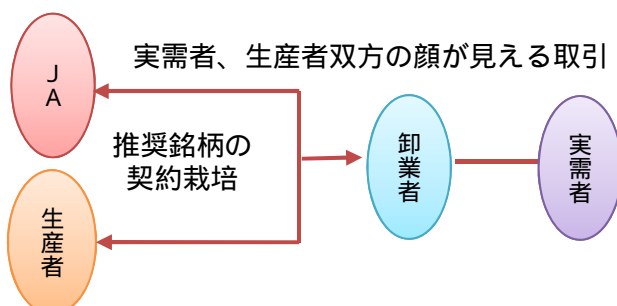 実需者、生産者双方の顔が見える取引
JA
推奨銘柄の
契約栽培
生産者
卸業者
実需者